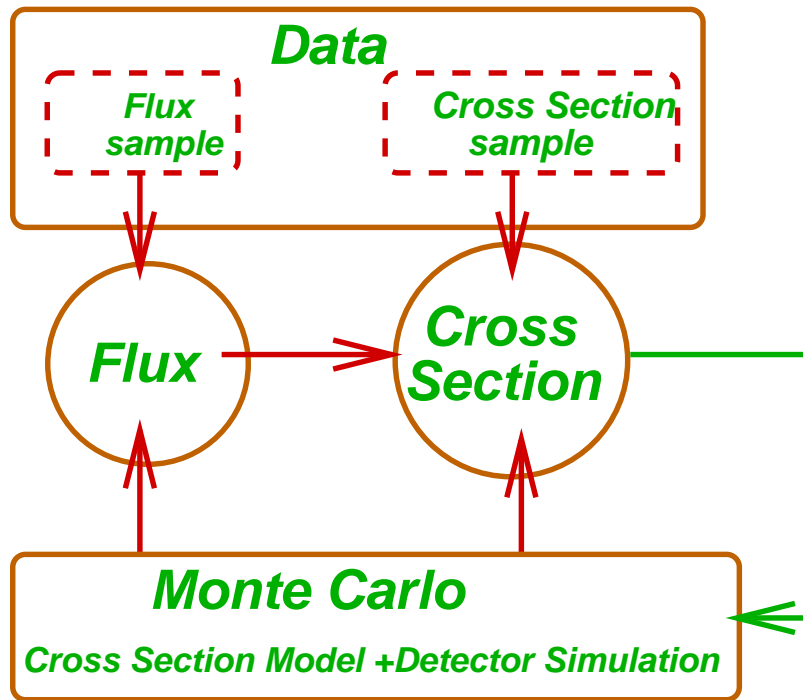 Data
Flux
sample
Cross Section
sample
Flux
Cross
Section
Monte Carlo
Cross Section Model +Detector Simulation